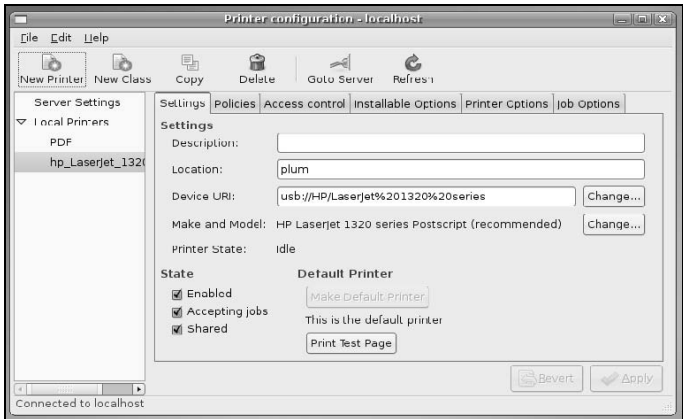 Printer configuration - localhost
File Edit Help
New Printer New Class Copy Delete Goto Server Refresh
Server Settings
Local Printers
PDF
hp_LaserJet_132
Settings Policies Access control Installable Options Printer Options Job Options
Settings
Description:
Location: plum
Device URI: usb://HP/LaserJet%201320%20series Change...
Make and Model: HP LaserJet 1320 series Postscript (recommended) Change...
Printer State: Idle
State Default Printer
Enabled Make Default Printer
Accepting jobs This is the default printer
Shared
Print Test Page
Revert Apply
Connected to localhost